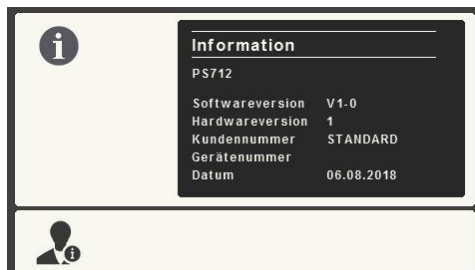 Information
PS712
Softwareversion V1-0
Hardwareversion 1
Kundennummer STANDARD
Gerätenummer
Datum 06.08.2018